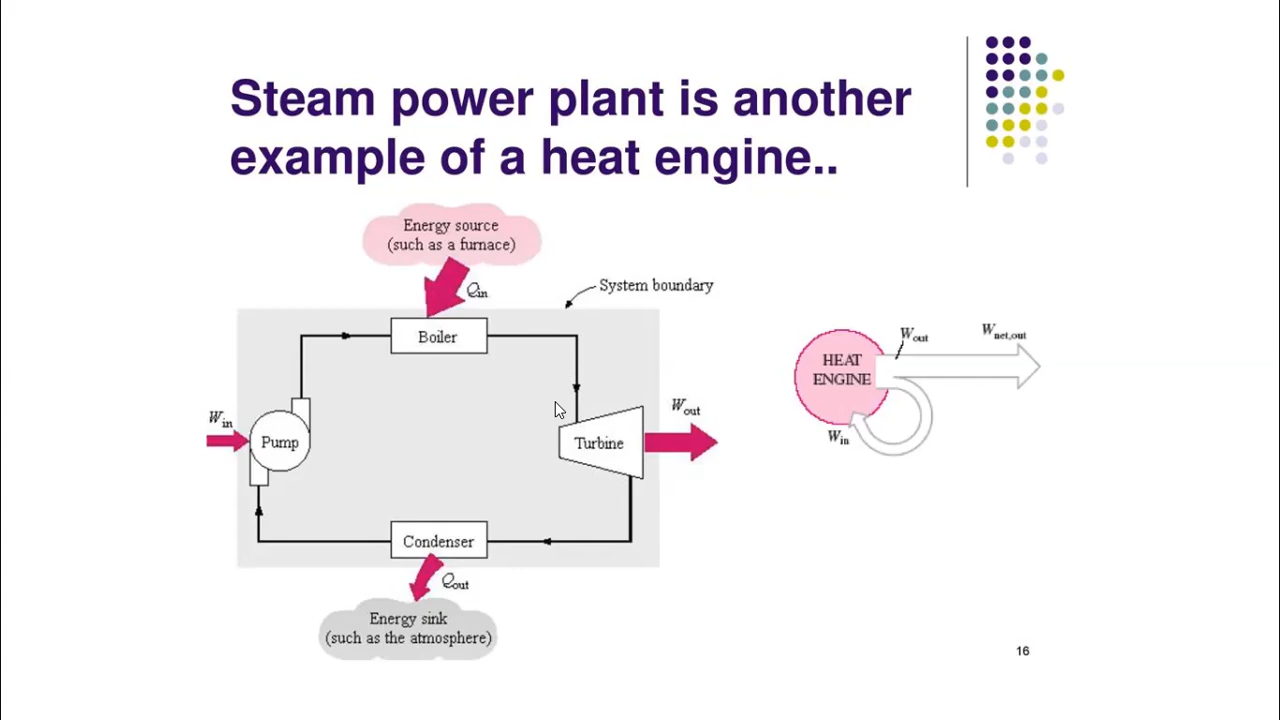 Steam power plant is another
example of a heat engine..
Energy source
(such as a furnace)
Qin
System boundary
Boiler
Win
Pump
Turbine
Wout
Condenser
Qout
Energy sink
(such as the atmosphere)
HEAT
ENGINE
Wout
Wnet,out
Win
16